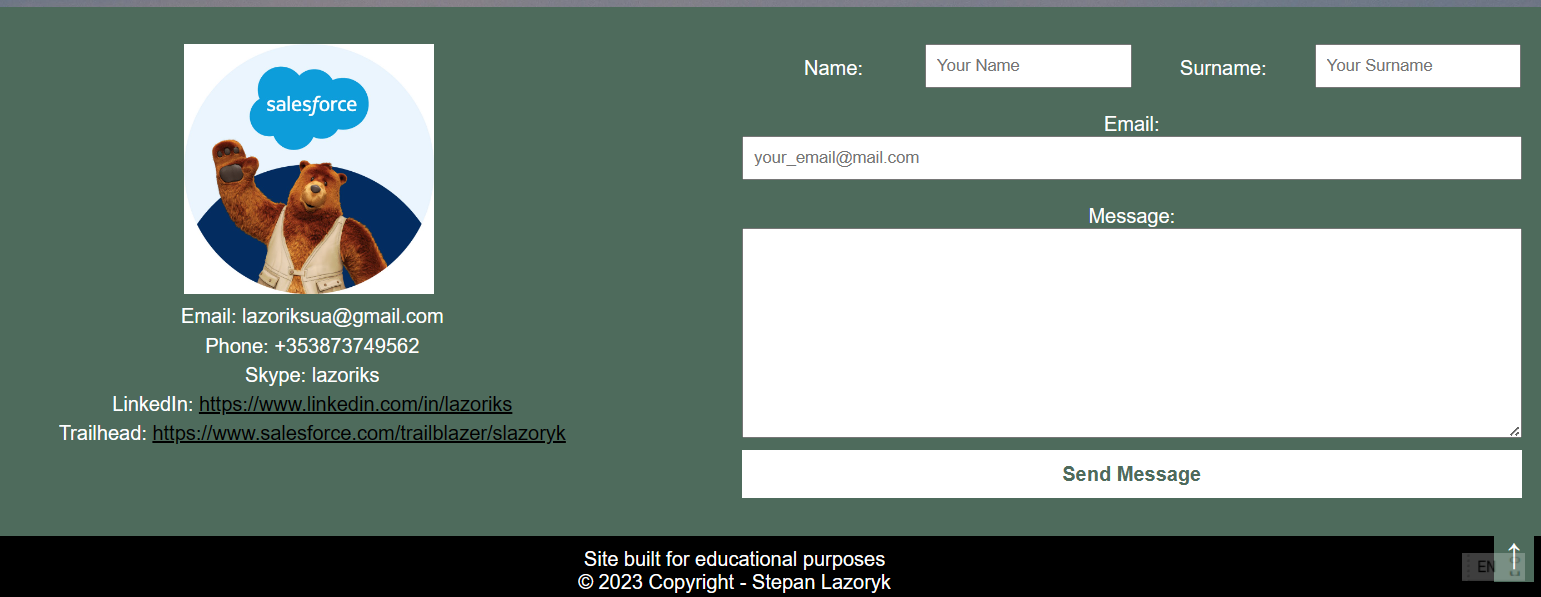 salesforce
Email: lazoriksua@gmail.com
Phone: +353873749562
Skype: lazoriks
LinkedIn: https://www.linkedin.com/in/lazoriks
Trailhead: https://www.salesforce.com/trailblazer/slazoryk
Name: Your Name Surname: Your Surname
Email:
your_email@mail.com
Message:
Send Message
Site built for educational purposes
© 2023 Copyright - Stepan Lazoryk
EN ↑